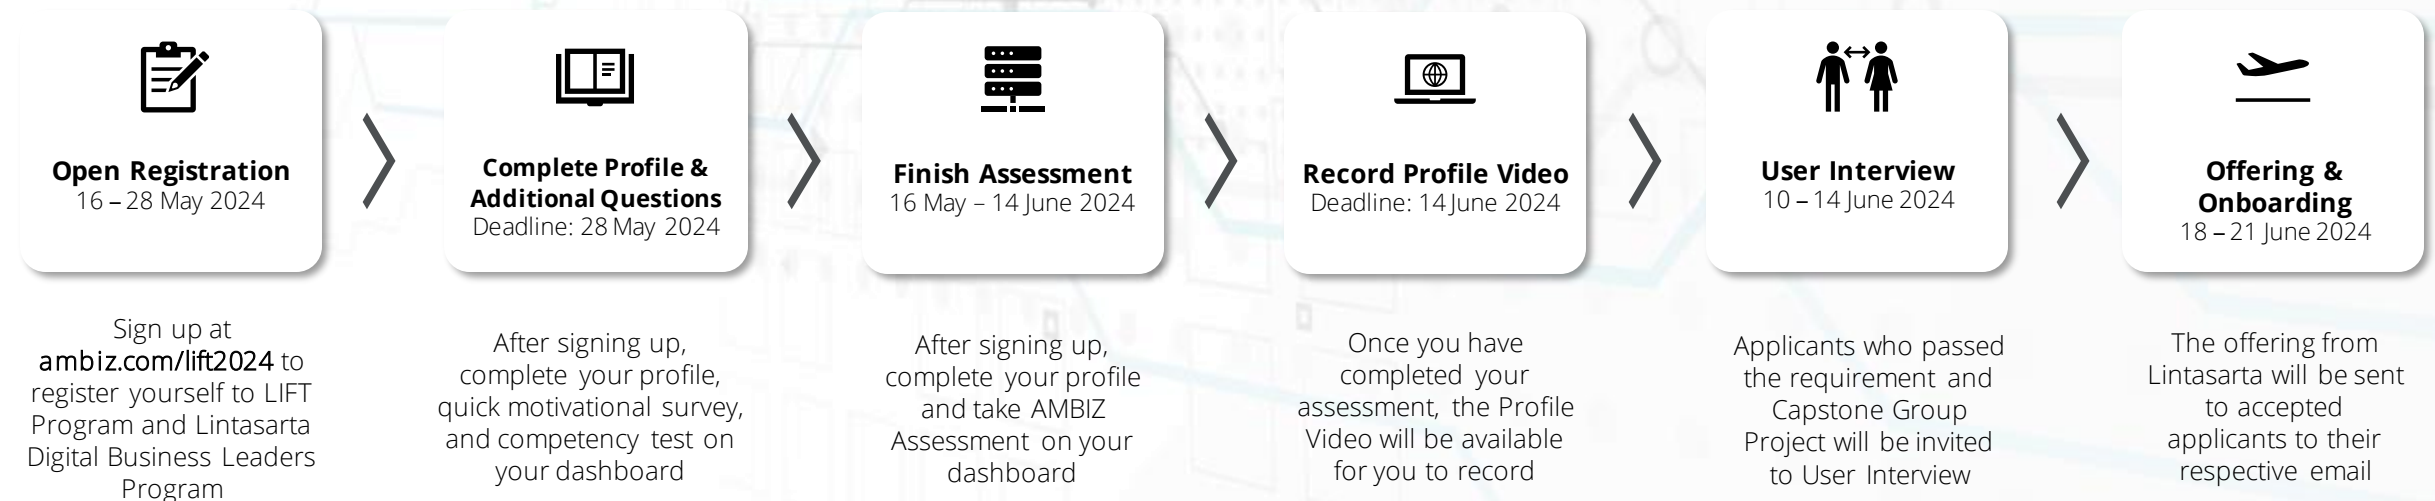 Open Registration
16 – 28 May 2024
Sign up at
ambiz.com/lift2024 to
register yourself to LIFT
Program and Lintasarta
Digital Business Leaders
Program
Complete Profile &
Additional Questions
Deadline: 28 May 2024
After signing up,
complete your profile,
quick motivational survey,
and competency test on
your dashboard
Finish Assessment
16 May – 14 June 2024
After signing up,
complete your profile
and take AMBIZ
Assessment on your
dashboard
Record Profile Video
Deadline: 14 June 2024
Once you have
completed your
assessment, the Profile
Video will be available
for you to record
User Interview
10 – 14 June 2024
Applicants who passed
the requirement and
Capstone Group
Project will be invited
to User Interview
Offering &
Onboarding
18 – 21 June 2024
The offering from
Lintasarta will be sent
to accepted
applicants to their
respective email